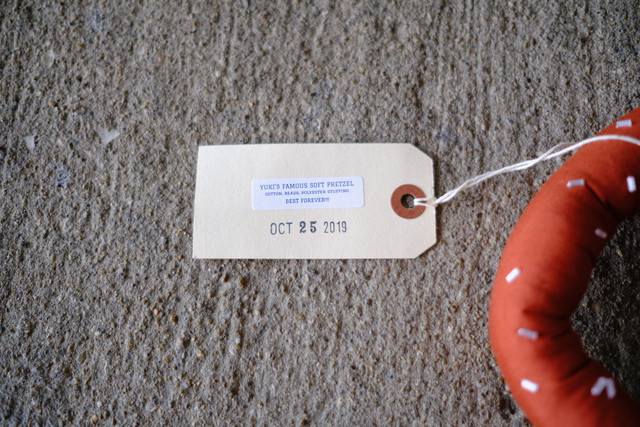 YUKI'S FAMOUS SOFT PRETZEL
COTTON, BEADS, POLYESTER STUFFING
BEST FOREVER!!!
OCT 25 2019